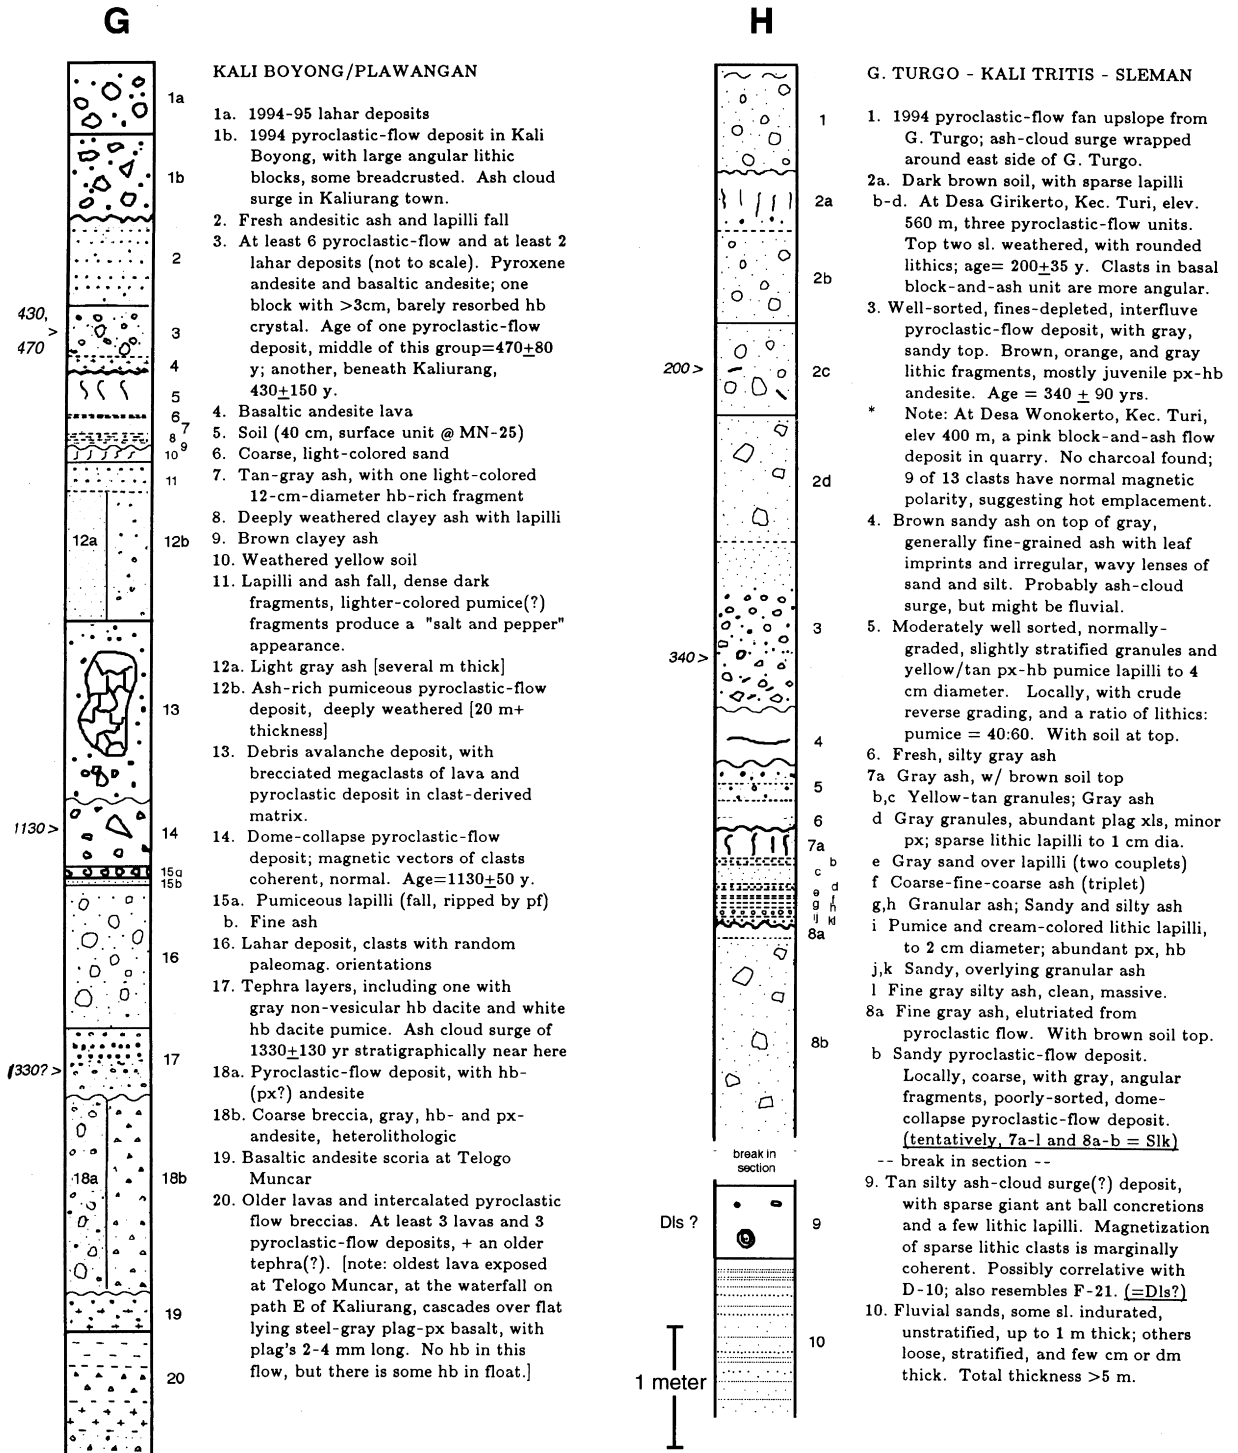 G
KALI BOYONG/PLAWANGAN
1a. 1994-95 lahar deposits
1b. 1994 pyroclastic-flow deposit in Kali
Boyong, with large angular lithic
blocks, some breadcrusted. Ash cloud
surge in Kaliurang town.
2. Fresh andesitic ash and lapilli fall
3. At least 6 pyroclastic-flow and at least 2
lahar deposits (not to scale). Pyroxene
andesite and basaltic andesite; one
block with >3cm, barely resorbed hb
crystal. Age of one pyroclastic-flow
deposit, middle of this group=470±80
y; another, beneath Kaliurang,
430±150 y.
4. Basaltic andesite lava
5. Soil (40 cm, surface unit @ MN-25)
6. Coarse, light-colored sand
7. Tan-gray ash, with one light-colored
12-cm-diameter hb-rich fragment
8. Deeply weathered clayey ash with lapilli
9. Brown clayey ash
10. Weathered yellow soil
11. Lapilli and ash fall, dense dark
fragments, lighter-colored pumice(?)
fragments produce a "salt and pepper"
appearance.
12a. Light gray ash [several m thick]
12b. Ash-rich pumiceous pyroclastic-flow
deposit, deeply weathered [20 m+
thickness]
13. Debris avalanche deposit, with
brecciated megaclasts of lava and
pyroclastic deposit in clast-derived
matrix.
14. Dome-collapse pyroclastic-flow
deposit; magnetic vectors of clasts
coherent, normal. Age=1130±50 y.
15a. Pumiceous lapilli (fall, ripped by pf)
b. Fine ash
16. Lahar deposit, clasts with random
paleomag. orientations
17. Tephra layers, including one with
gray non-vesicular hb dacite and white
hb dacite pumice. Ash cloud surge of
1330±130 yr stratigraphically near here
18a. Pyroclastic-flow deposit, with hb-
(px?) andesite
18b. Coarse breccia, gray, hb- and px-
andesite, heterolithologic
19. Basaltic andesite scoria at Telogo
Muncar
20. Older lavas and intercalated pyroclastic
flow breccias. At least 3 lavas and 3
pyroclastic-flow deposits, + an older
tephra(?). [note: oldest lava exposed
at Telogo Muncar, at the waterfall on
path E of Kaliurang, cascades over flat
lying steel-gray plag-px basalt, with
plag's 2-4 mm long. No hb in this
flow, but there is some hb in float.]
1a
1b
2
430,
>
470
3
4
5
6
7
8
9
10
11
12a
12b
13
1130 >
14
15a
15b
16
1330? >
17
18a
18b
19
20
H
G. TURGO - KALI TRITIS - SLEMAN
1. 1994 pyroclastic-flow fan upslope from
G. Turgo; ash-cloud surge wrapped
around east side of G. Turgo.
2a. Dark brown soil, with sparse lapilli
b-d. At Desa Girikerto, Kec. Turi, elev.
560 m, three pyroclastic-flow units.
Top two sl. weathered, with rounded
lithics; age= 200±35 y. Clasts in basal
block-and-ash unit are more angular.
3. Well-sorted, fines-depleted, interfluve
pyroclastic-flow deposit, with gray,
sandy top. Brown, orange, and gray
lithic fragments, mostly juvenile px-hb
andesite. Age = 340 ± 90 yrs.
* Note: At Desa Wonokerto, Kec. Turi,
elev 400 m, a pink block-and-ash flow
deposit in quarry. No charcoal found;
9 of 13 clasts have normal magnetic
polarity, suggesting hot emplacement.
4. Brown sandy ash on top of gray,
generally fine-grained ash with leaf
imprints and irregular, wavy lenses of
sand and silt. Probably ash-cloud
surge, but might be fluvial.
5. Moderately well sorted, normally-
graded, slightly stratified granules and
yellow/tan px-hb pumice lapilli to 4
cm diameter. Locally, with crude
reverse grading, and a ratio of lithics:
pumice = 40:60. With soil at top.
6. Fresh, silty gray ash
7a Gray ash, w/ brown soil top
b,c Yellow-tan granules; Gray ash
d Gray granules, abundant plag xls, minor
px; sparse lithic lapilli to 1 cm dia.
e Gray sand over lapilli (two couplets)
f Coarse-fine-coarse ash (triplet)
g,h Granular ash; Sandy and silty ash
i Pumice and cream-colored lithic lapilli,
to 2 cm diameter; abundant px, hb
j,k Sandy, overlying granular ash
l Fine gray silty ash, clean, massive.
8a Fine gray ash, elutriated from
pyroclastic flow. With brown soil top.
b Sandy pyroclastic-flow deposit.
Locally, coarse, with gray, angular
fragments, poorly-sorted, dome-
collapse pyroclastic-flow deposit.
(tentatively, 7a-l and 8a-b = Slk)
-- break in section --
9. Tan silty ash-cloud surge(?) deposit,
with sparse giant ant ball concretions
and a few lithic lapilli. Magnetization
of sparse lithic clasts is marginally
coherent. Possibly correlative with
D-10; also resembles F-21. (=Dls?)
10. Fluvial sands, some sl. indurated,
unstratified, up to 1 m thick; others
loose, stratified, and few cm or dm
thick. Total thickness >5 m.
1
2a
2b
200 >
2c
2d
3
340 >
4
5
6
7a
b
c
d
e
f
g
h
ij
kl
8a
8b
break in
section
Dls ?
9
10
1 meter